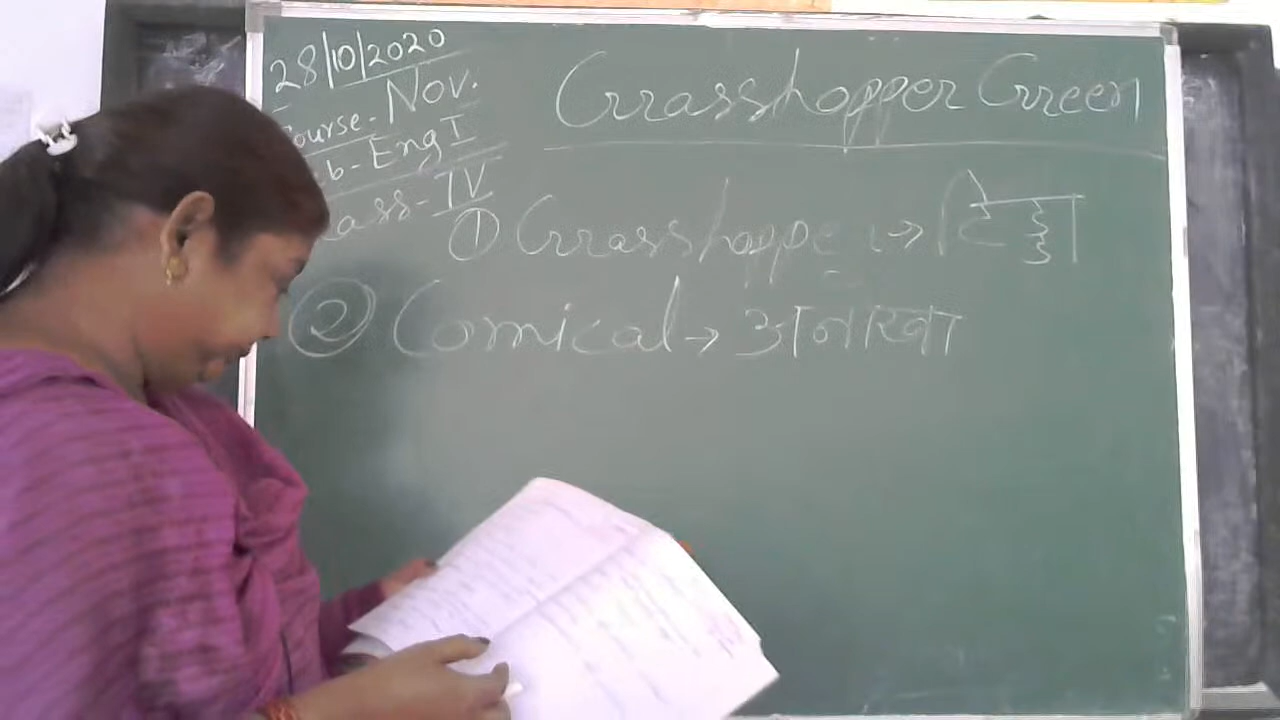 28/10/2020
ourse- Nov.
b- Eng I
ass- IV
Grasshopper Green
① Grasshoppe → टिड्डा
② Comical → अनोखा